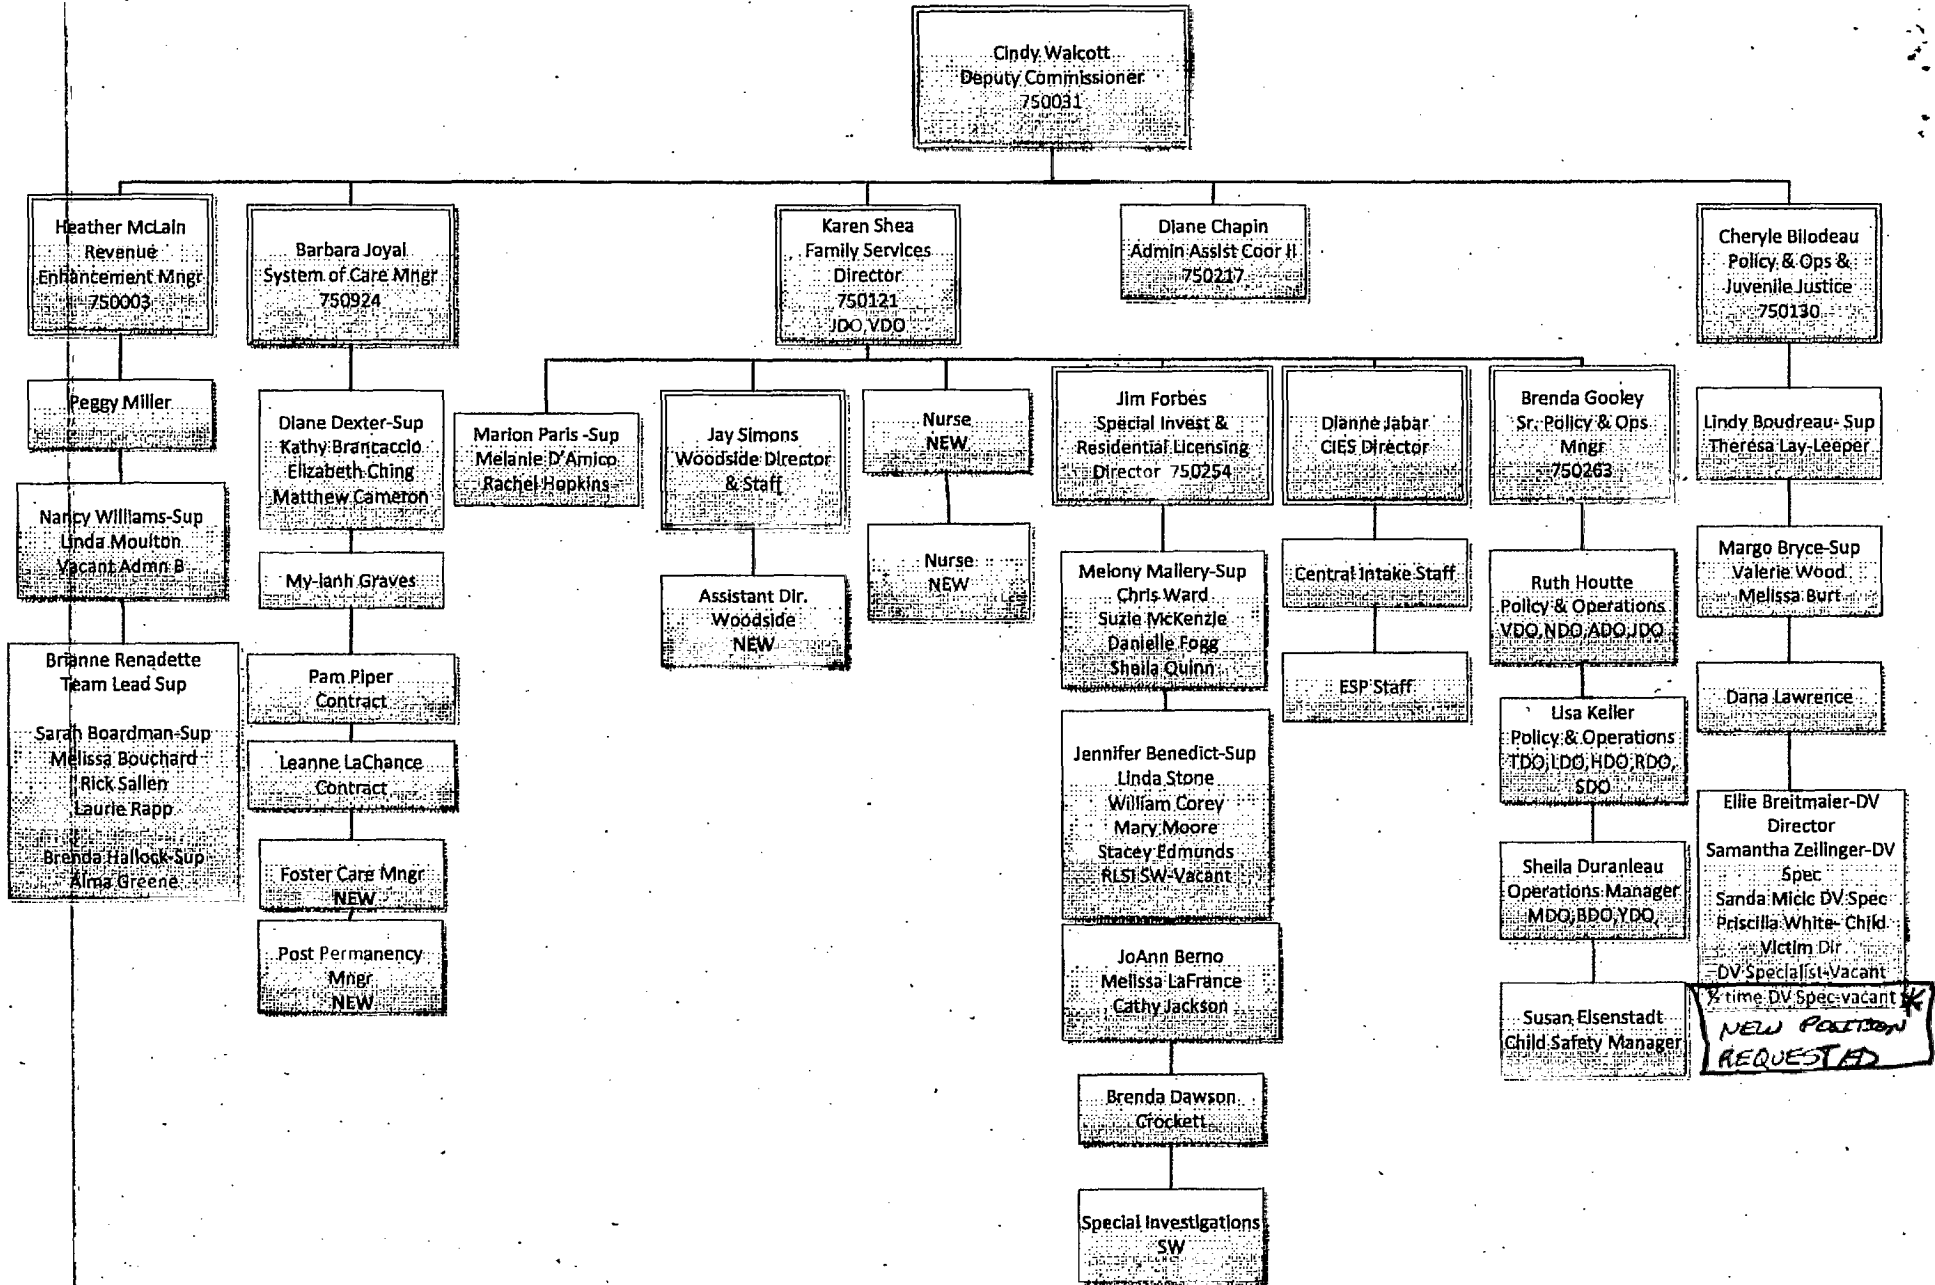 Cindy Walcott
Deputy Commissioner
750031
Heather McLain
Revenue
Enhancement Mngr
750003
Barbara Joyal
System of Care Mngr
750924
Karen Shea
Family Services
Director
750121
JDO, VDO
Diane Chapin
Admin Assist Coor II
750217
Cheryle Bilodeau
Policy & Ops &
Juvenile Justice
750130
Peggy Miller
Nancy Williams-Sup
Linda Moulton
Vacant Admn B
Brianne Renadette
Team Lead Sup
Sarah Boardman-Sup
Melissa Bouchard
Rick Sallen
Laurie Rapp
Brenda Hallock-Sup
Alma Greene
Diane Dexter-Sup
Kathy Brancaccio
Elizabeth Ching
Matthew Cameron
My-lanh Graves
Pam Piper
Contract
Leanne LaChance
Contract
Foster Care Mngr
NEW
Post Permanency
Mngr
NEW
Marion Paris -Sup
Melanie D'Amico
Rachel Hopkins
Jay Simons
Woodside Director
& Staff
Assistant Dir.
Woodside
NEW
Nurse
NEW
Nurse
NEW
Jim Forbes
Special Invest &
Residential Licensing
Director 750254
Melony Mallery-Sup
Chris Ward
Suzie McKenzie
Danielle Fogg
Sheila Quinn
Jennifer Benedict-Sup
Linda Stone
William Corey
Mary Moore
Stacey Edmunds
RLSI SW-Vacant
JoAnn Berno
Melissa LaFrance
Cathy Jackson
Brenda Dawson
Crockett
Special Investigations
SW
Dianne Jabar
CIES Director
Central Intake Staff
ESP Staff
Brenda Gooley
Sr. Policy & Ops
Mngr
750263
Ruth Houtte
Policy & Operations
VDO,NDO,ADO,JDO
Lisa Keller
Policy & Operations
TDO,LDO,HDO,RDO,
SDO
Sheila Duranleau
Operations Manager
MDO,BDO,YDO,
Susan Elsenstadt
Child Safety Manager
Lindy Boudreau- Sup
Theresa Lay-Leeper
Margo Bryce-Sup
Valerie Wood
Melissa Burt
Dana Lawrence
Ellie Breitmaier-DV
Director
Samantha Zellinger-DV
Spec
Sanda Micic DV Spec
Priscilla White- Child
Victim Dir
DV Specialist-Vacant
½ time DV Spec-vacant *
NEW POSITION
REQUESTED